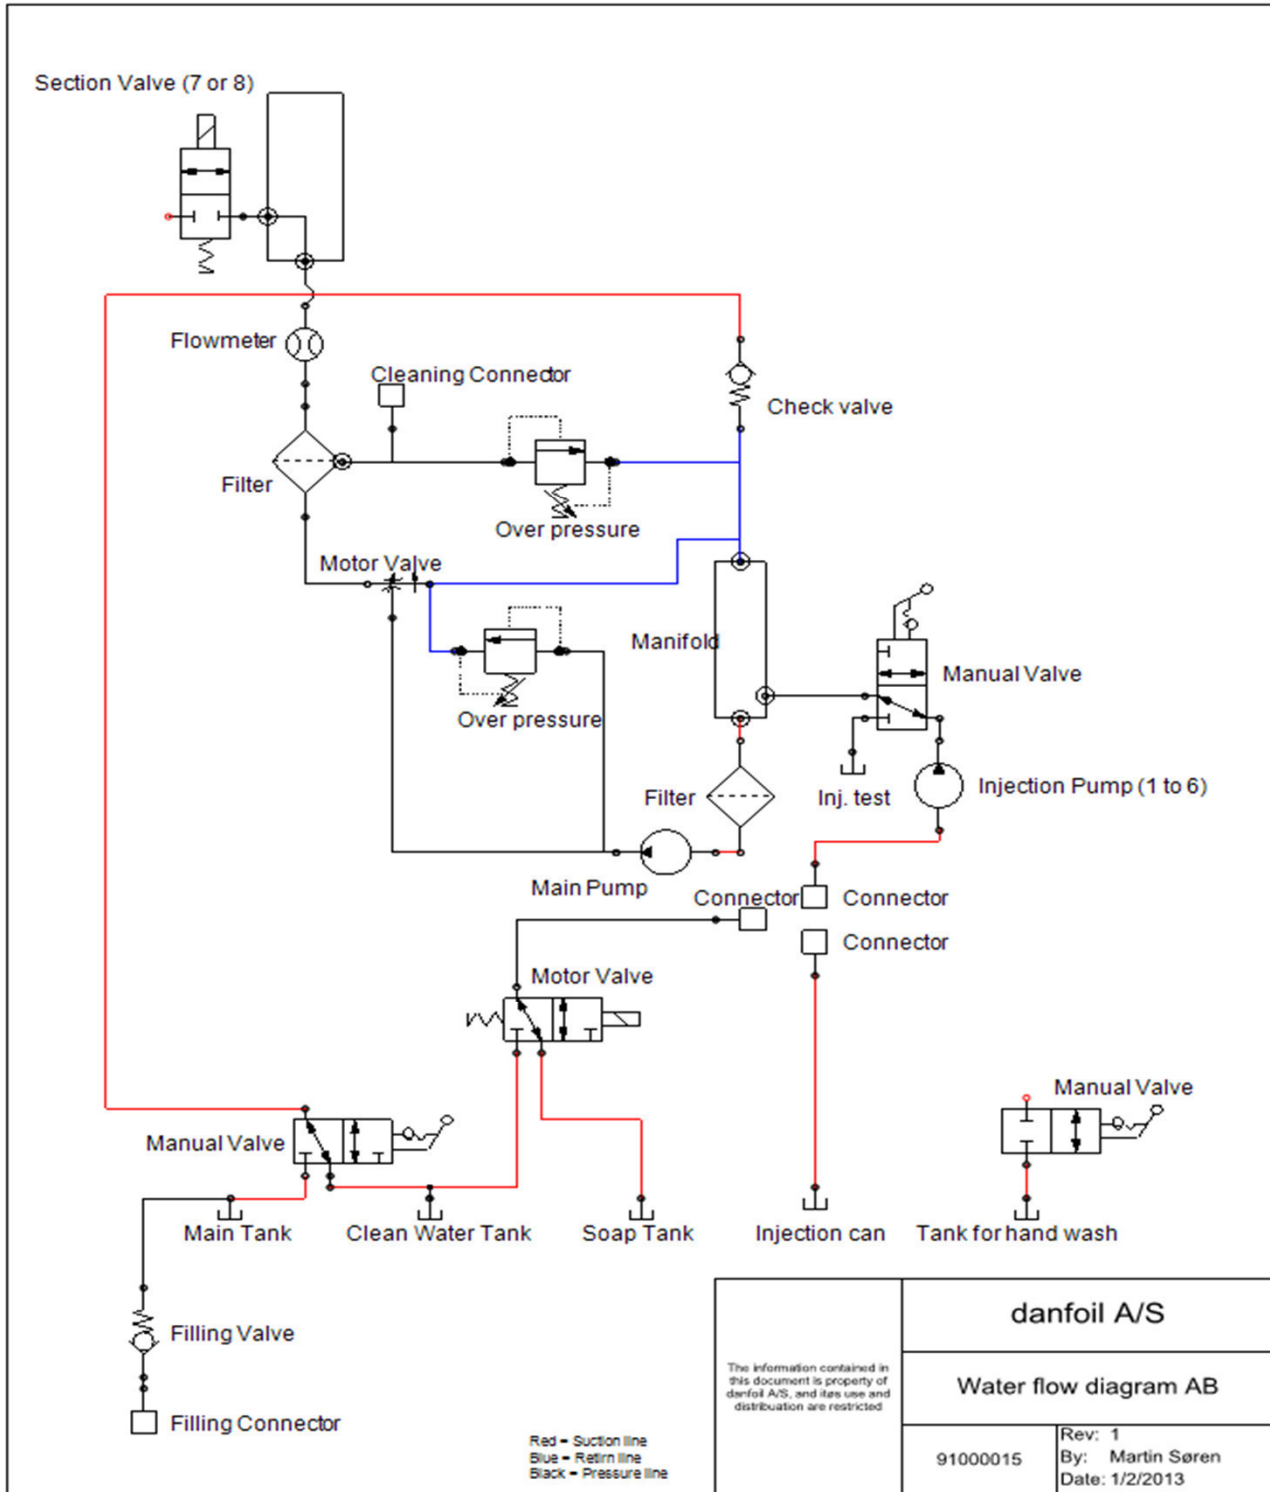 Section Valve (7 or 8)
Flowmeter
Cleaning Connector
Check valve
Filter
Over pressure
Motor Valve
Manifold
Manual Valve
Over pressure
Filter
Inj. test
Injection Pump (1 to 6)
Main Pump
Connector
Connector
Connector
Motor Valve
Manual Valve
Manual Valve
Main Tank
Clean Water Tank
Soap Tank
Injection can
Tank for hand wash
Filling Valve
Filling Connector
Red = Suction line
Blue = Retirn line
Black = Pressure line
The information contained in
this document is property of
danfoil A/S, and itøs use and
distribuation are restricted
danfoil A/S
Water flow diagram AB
91000015
Rev: 1
By: Martin Søren
Date: 1/2/2013